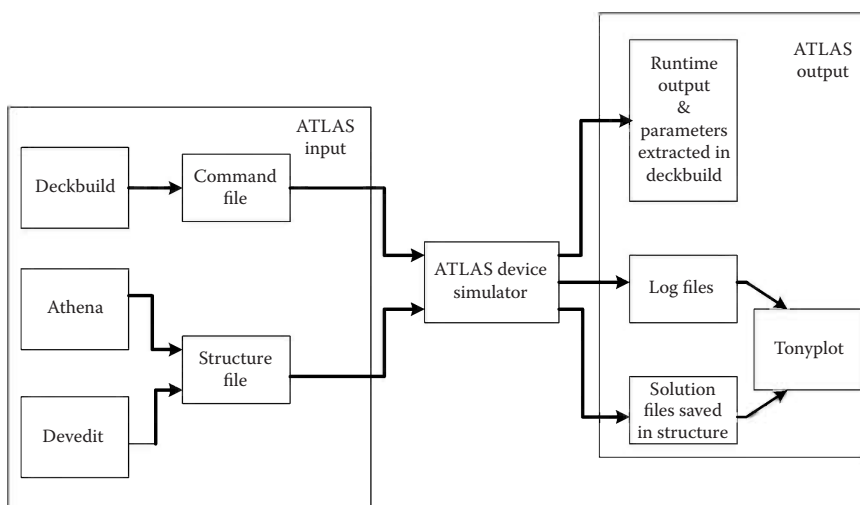 ATLAS
input
Deckbuild
Command
file
Athena
Structure
file
Devedit
ATLAS device
simulator
ATLAS
output
Runtime
output
&
parameters
extracted in
deckbuild
Log files
Solution
files saved
in structure
Tonyplot